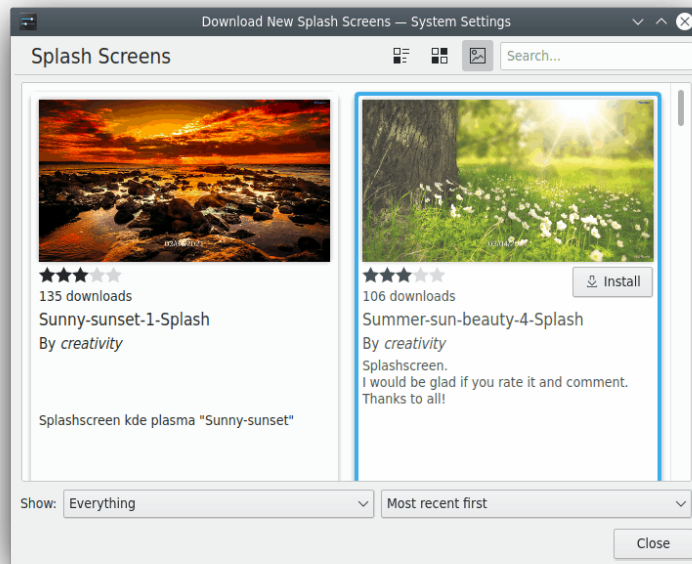 Download New Splash Screens — System Settings
Splash Screens
Search...
135 downloads
Sunny-sunset-1-Splash
By creativity
Splashscreen kde plasma "Sunny-sunset"
106 downloads
Install
Summer-sun-beauty-4-Splash
By creativity
Splashscreen.
I would be glad if you rate it and comment.
Thanks to all!
Show:
Everything
Most recent first
Close